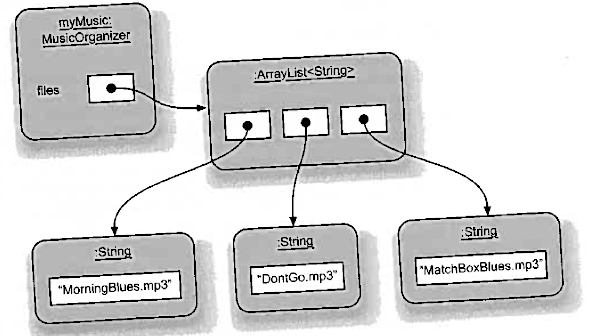 myMusic:
MusicOrganizer
files
:ArrayList<String>
:String
"MorningBlues.mp3"
:String
"DontGo.mp3"
:String
"MatchBoxBlues.mp3"